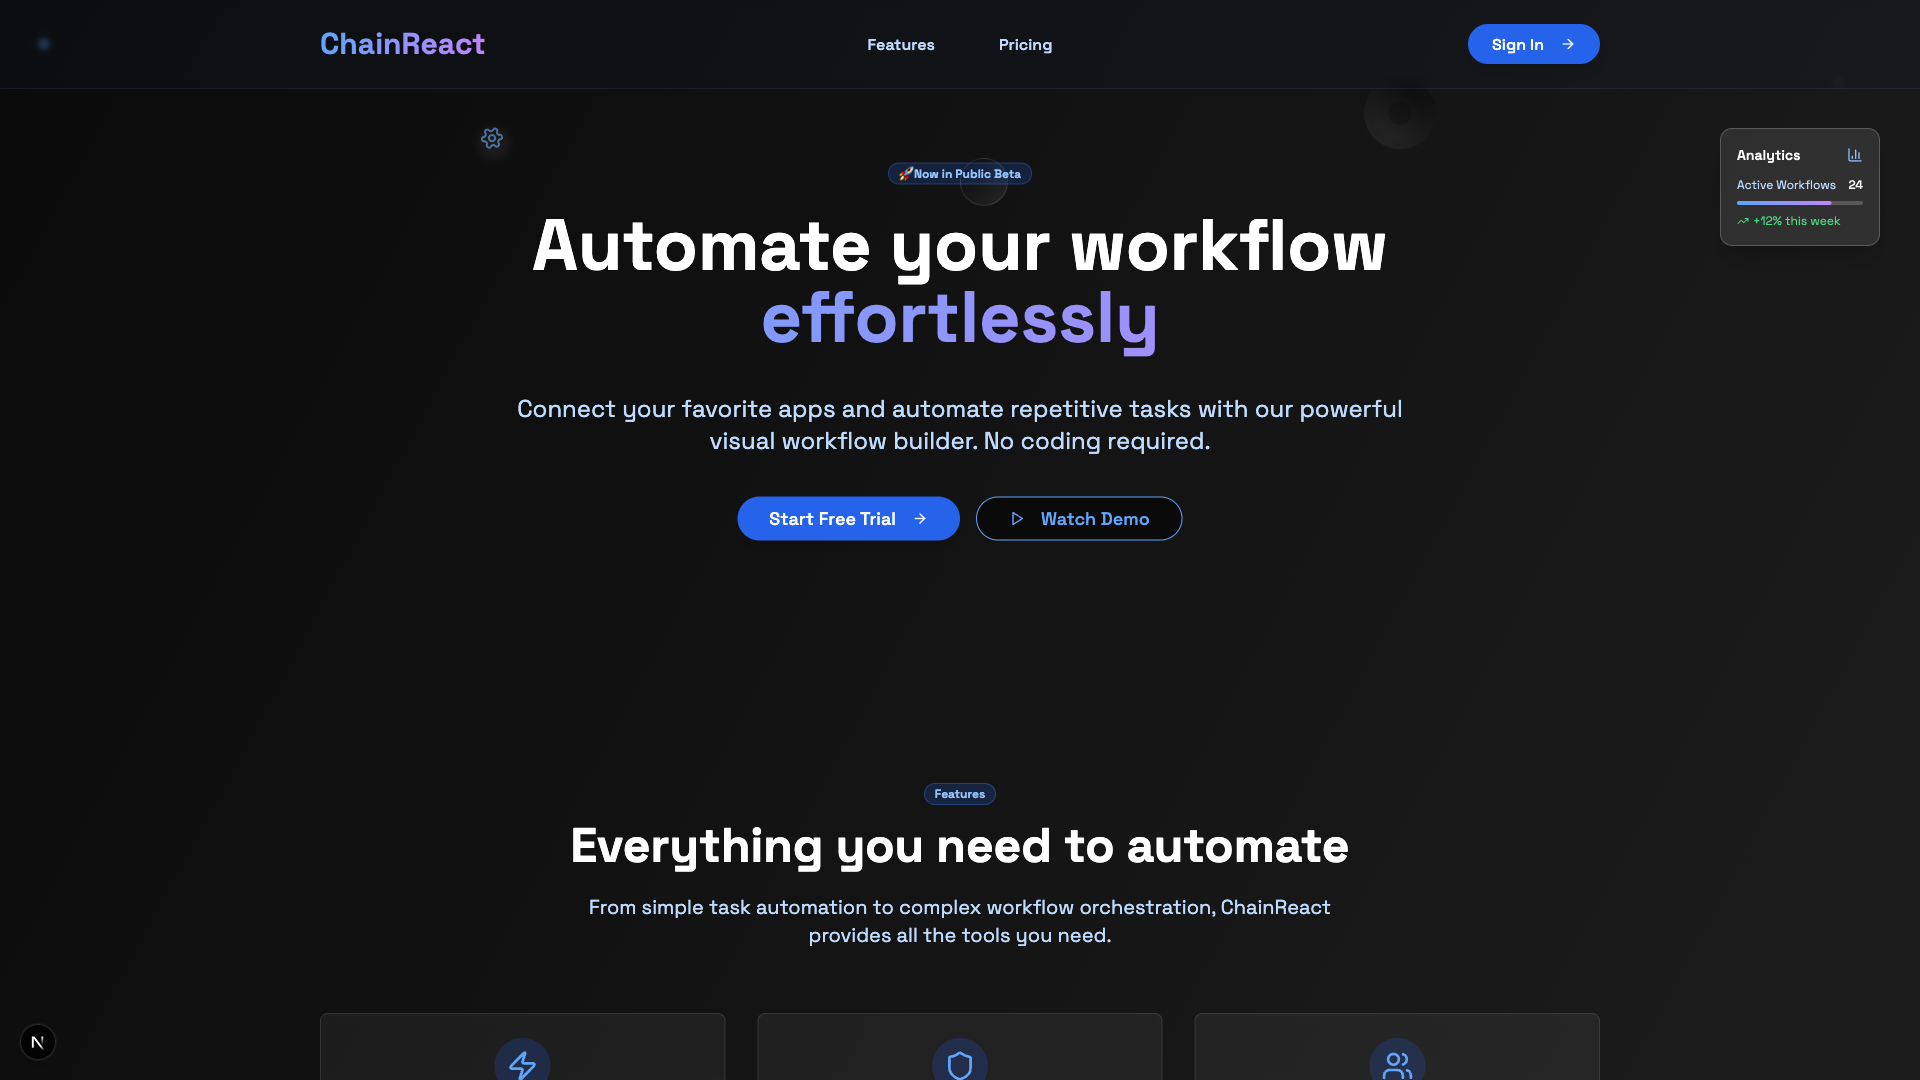 ChainReact
Features
Pricing
Sign In
Analytics
Active Workflows 24
+12% this week
🚀Now in Public Beta
Automate your workflow
effortlessly
Connect your favorite apps and automate repetitive tasks with our powerful
visual workflow builder. No coding required.
Start Free Trial
Watch Demo
Features
Everything you need to automate
From simple task automation to complex workflow orchestration, ChainReact
provides all the tools you need.
N